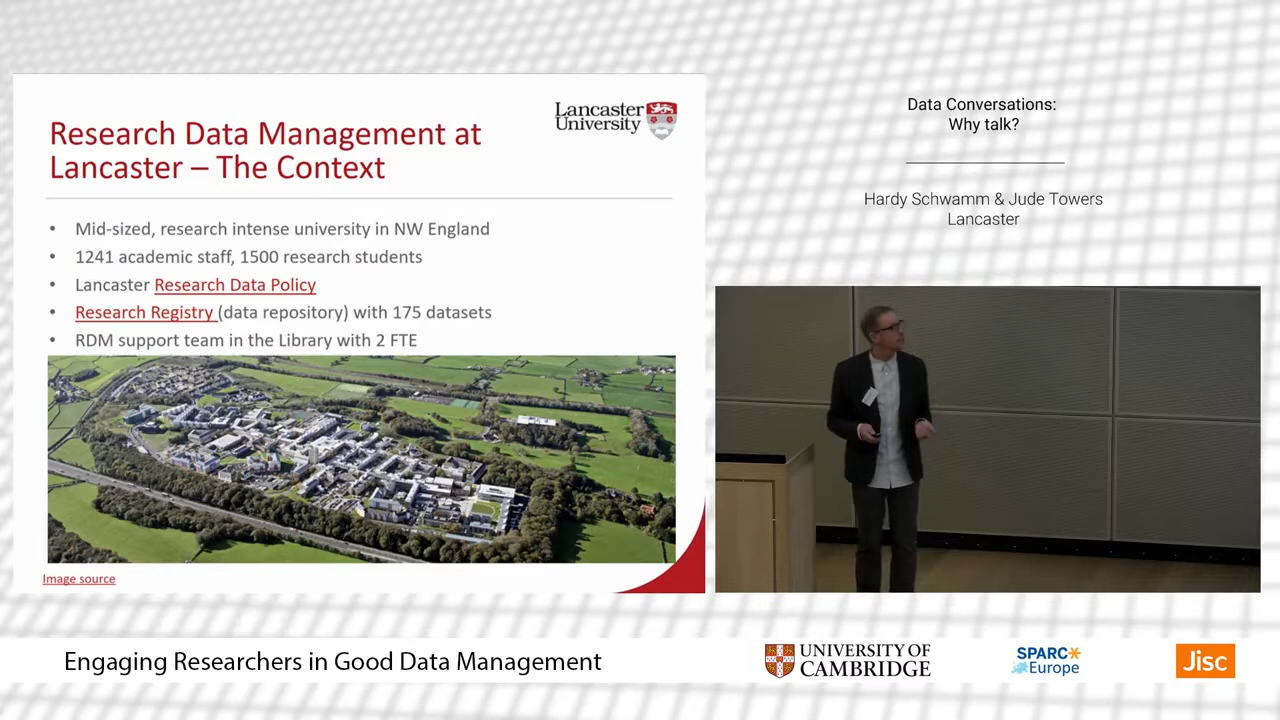 Lancaster
University
Research Data Management at
Lancaster – The Context
• Mid-sized, research intense university in NW England
• 1241 academic staff, 1500 research students
• Lancaster Research Data Policy
• Research Registry (data repository) with 175 datasets
• RDM support team in the Library with 2 FTE
Image source
Data Conversations:
Why talk?
Hardy Schwamm & Jude Towers
Lancaster
Engaging Researchers in Good Data Management
UNIVERSITY OF
CAMBRIDGE
SPARC
Europe
Jisc